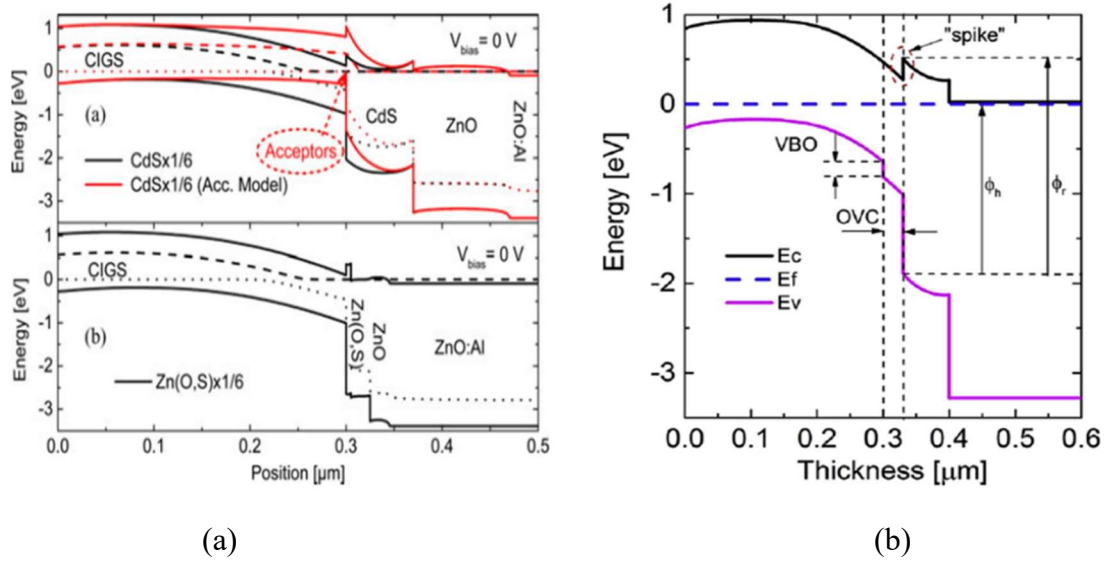 1
0
-1
-2
-3
Energy [eV]
CIGS
V_bias = 0 V
(a)
CdS
ZnO
ZnO:Al
Acceptors
CdSx1/6
CdSx1/6 (Acc. Model)
1
0
-1
-2
-3
Energy [eV]
CIGS
V_bias = 0 V
(b)
Zn(O,S)
ZnO
ZnO:Al
Zn(O,S)x1/6
0.0 0.1 0.2 0.3 0.4 0.5
Position [µm]
(a)
1
0
-1
-2
-3
Energy [eV]
"spike"
VBO
OVC
ϕh
ϕr
Ec
Ef
Ev
0.0 0.1 0.2 0.3 0.4 0.5 0.6
Thickness [µm]
(b)